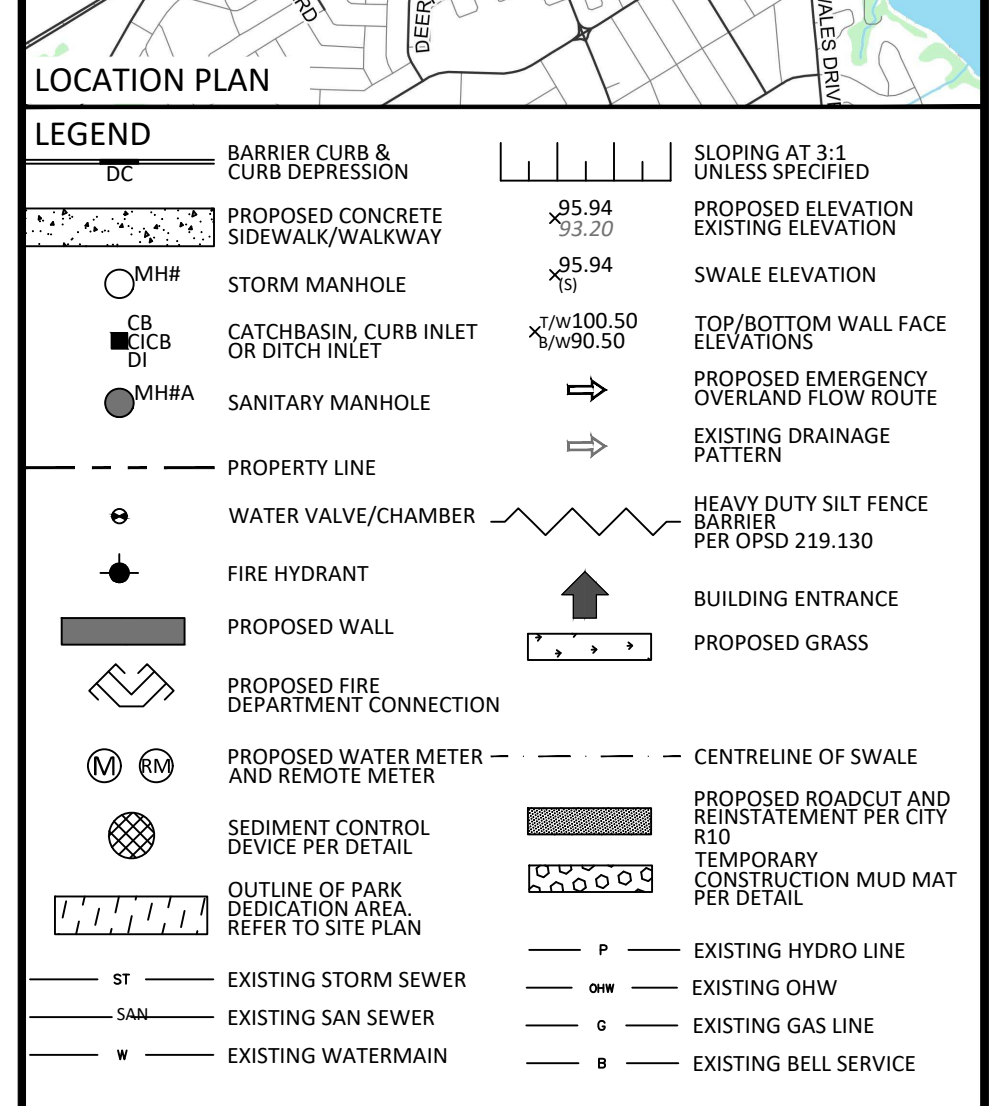 RD
DEER
WALES DRIVE
LOCATION PLAN
LEGEND
DC
BARRIER CURB &
CURB DEPRESSION
PROPOSED CONCRETE
SIDEWALK/WALKWAY
MH#
STORM MANHOLE
CB
CICB
DI
CATCHBASIN, CURB INLET
OR DITCH INLET
MH#A
SANITARY MANHOLE
PROPERTY LINE
WATER VALVE/CHAMBER
FIRE HYDRANT
PROPOSED WALL
PROPOSED FIRE
DEPARTMENT CONNECTION
M RM
PROPOSED WATER METER
AND REMOTE METER
SEDIMENT CONTROL
DEVICE PER DETAIL
OUTLINE OF PARK
DEDICATION AREA.
REFER TO SITE PLAN
ST
EXISTING STORM SEWER
SAN
EXISTING SAN SEWER
W
EXISTING WATERMAIN
SLOPING AT 3:1
UNLESS SPECIFIED
95.94
93.20
PROPOSED ELEVATION
EXISTING ELEVATION
95.94
(S)
SWALE ELEVATION
T/W100.50
B/W90.50
TOP/BOTTOM WALL FACE
ELEVATIONS
PROPOSED EMERGENCY
OVERLAND FLOW ROUTE
EXISTING DRAINAGE
PATTERN
HEAVY DUTY SILT FENCE
BARRIER
PER OPSD 219.130
BUILDING ENTRANCE
PROPOSED GRASS
CENTRELINE OF SWALE
PROPOSED ROADCUT AND
REINSTATEMENT PER CITY
R10
TEMPORARY
CONSTRUCTION MUD MAT
PER DETAIL
P
EXISTING HYDRO LINE
OHW
EXISTING OHW
G
EXISTING GAS LINE
B
EXISTING BELL SERVICE